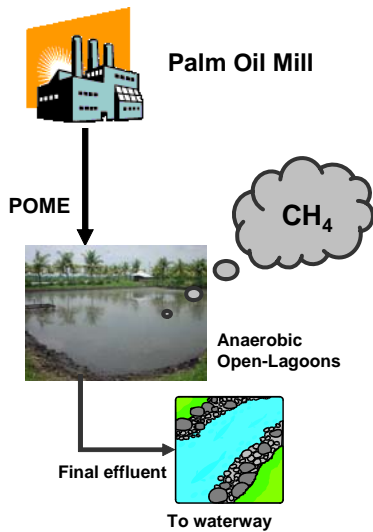 Palm Oil Mill
POME
CH₄
Anaerobic
Open-Lagoons
Final effluent
To waterway